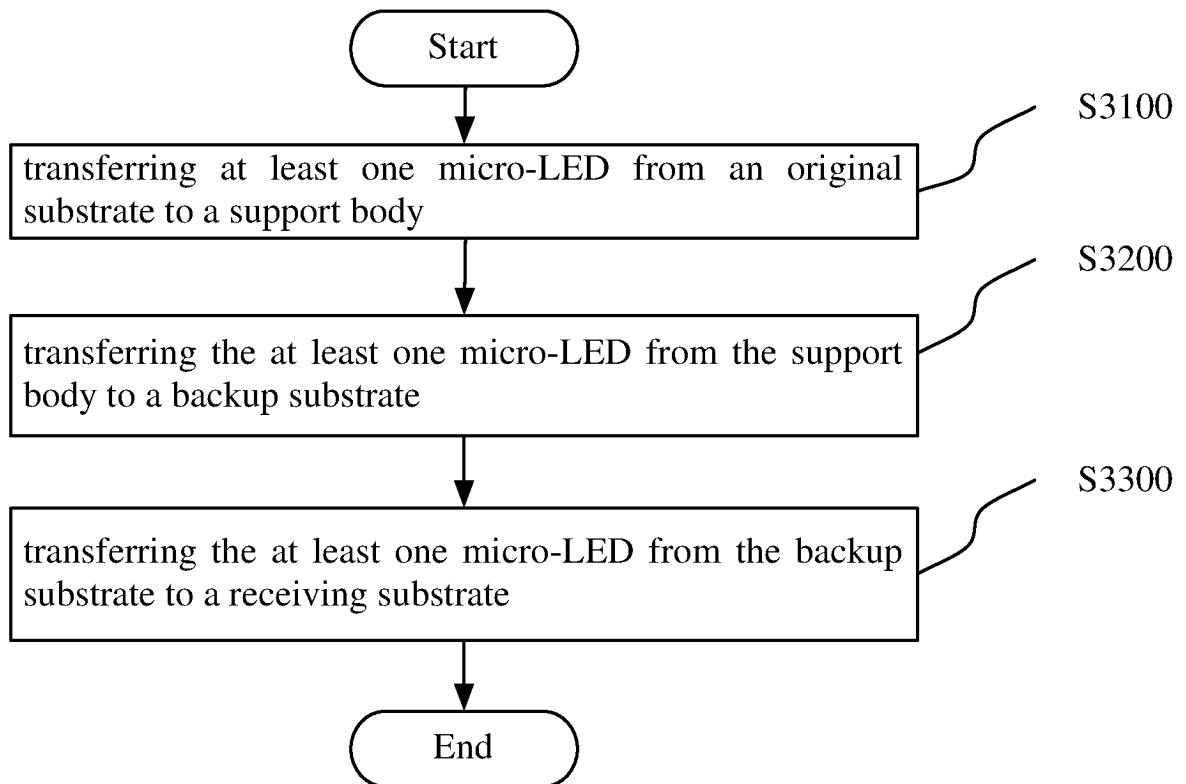 Start
S3100
transferring at least one micro-LED from an original
substrate to a support body
S3200
transferring the at least one micro-LED from the support
body to a backup substrate
S3300
transferring the at least one micro-LED from the backup
substrate to a receiving substrate
End